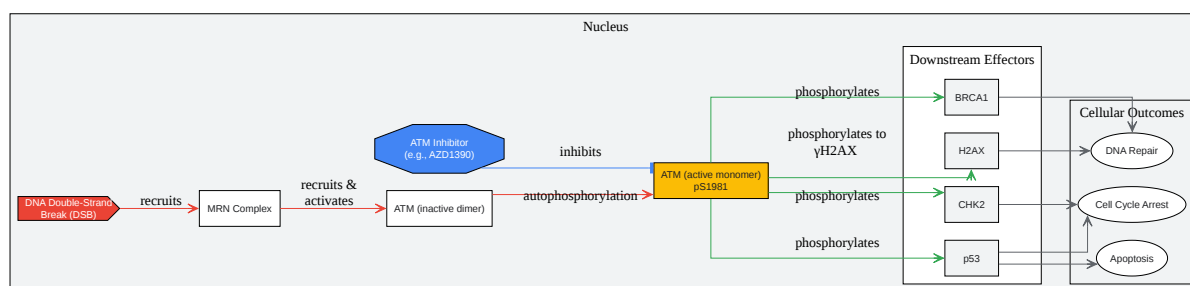 Nucleus
Downstream Effectors
phosphorylates
BRCA1
Cellular Outcomes
ATM Inhibitor
(e.g., AZD1390)
inhibits
phosphorylates to
γH2AX
H2AX
DNA Repair
DNA Double-Strand
Break (DSB)
recruits
MRN Complex
recruits &
activates
ATM (inactive dimer)
autophosphorylation
ATM (active monomer)
pS1981
phosphorylates
CHK2
Cell Cycle Arrest
phosphorylates
p53
Apoptosis